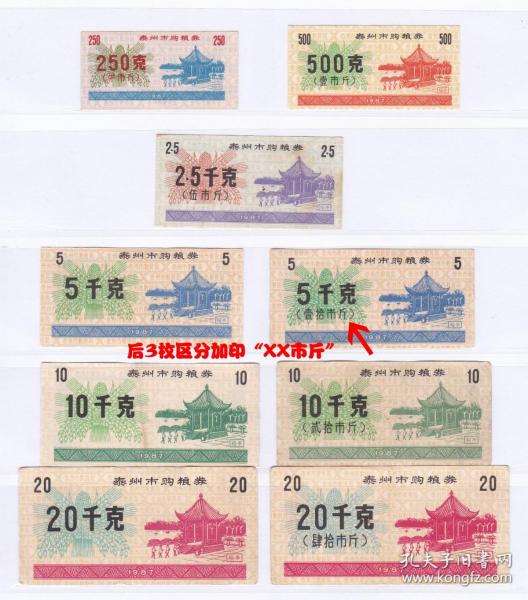 250 泰州市购粮券 250
250克
(半市斤)
1987
500 泰州市购粮券 500
500克
(壹市斤)
1987
2·5 泰州市购粮券 2·5
2·5千克
(伍市斤)
1987
5 泰州市购粮券 5
5千克
1987
5 泰州市购粮券 5
5千克
(壹拾市斤)
1987
后3枚区分加印“XX市斤”
10 泰州市购粮券 10
10千克
1987
10 泰州市购粮券 10
10千克
(贰拾市斤)
1987
20 泰州市购粮券 20
20千克
1987
20 泰州市购粮券 20
20千克
(肆拾市斤)
1987
孔夫子旧书网
www.kongfz.com